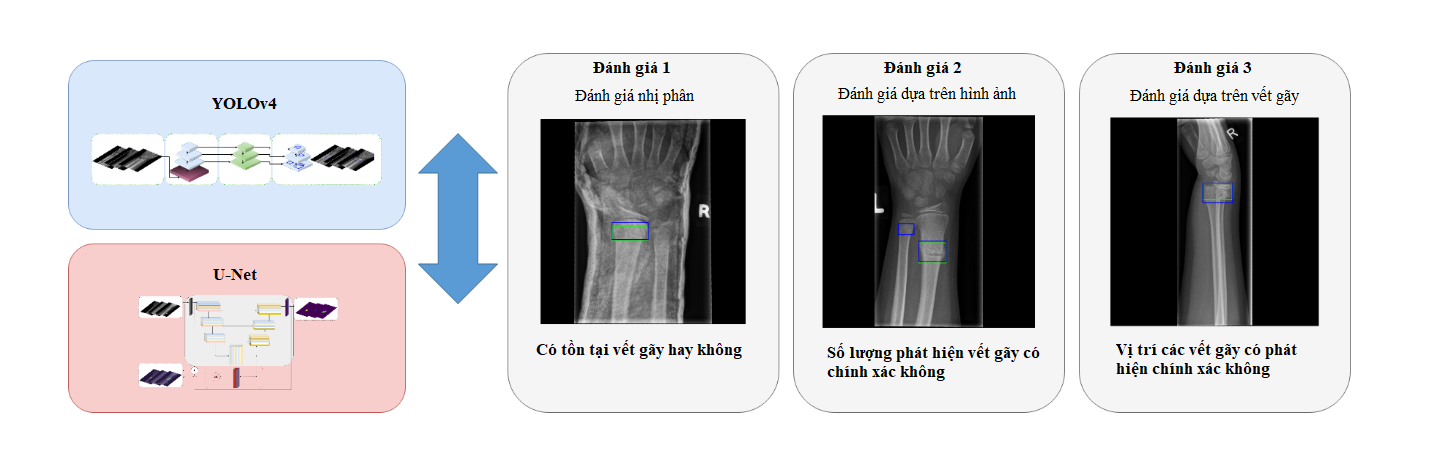 YOLOv4
U-Net
Đánh giá 1
Đánh giá nhị phân
R
Có tồn tại vết gãy hay không
Đánh giá 2
Đánh giá dựa trên hình ảnh
L
Số lượng phát hiện vết gãy có
chính xác không
Đánh giá 3
Đánh giá dựa trên vết gãy
R
Vị trí các vết gãy có phát
hiện chính xác không